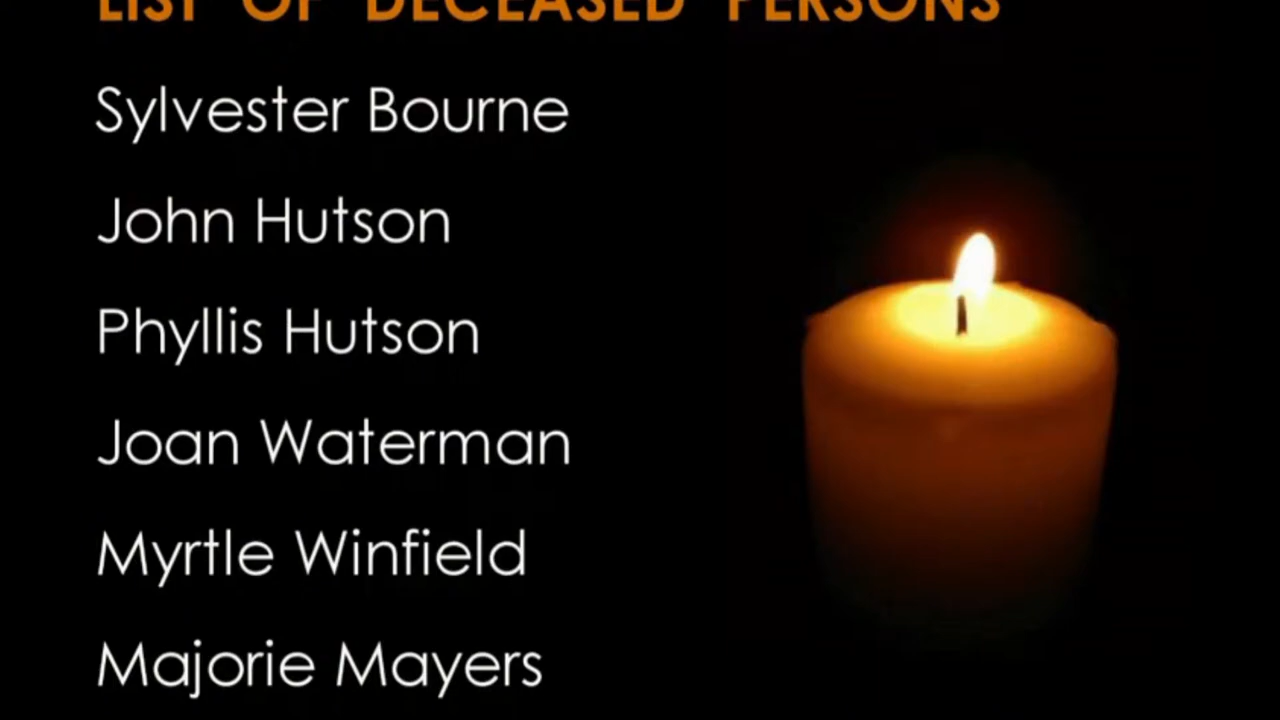 LIST OF DECEASED PERSONS
Sylvester Bourne
John Hutson
Phyllis Hutson
Joan Waterman
Myrtle Winfield
Majorie Mayers